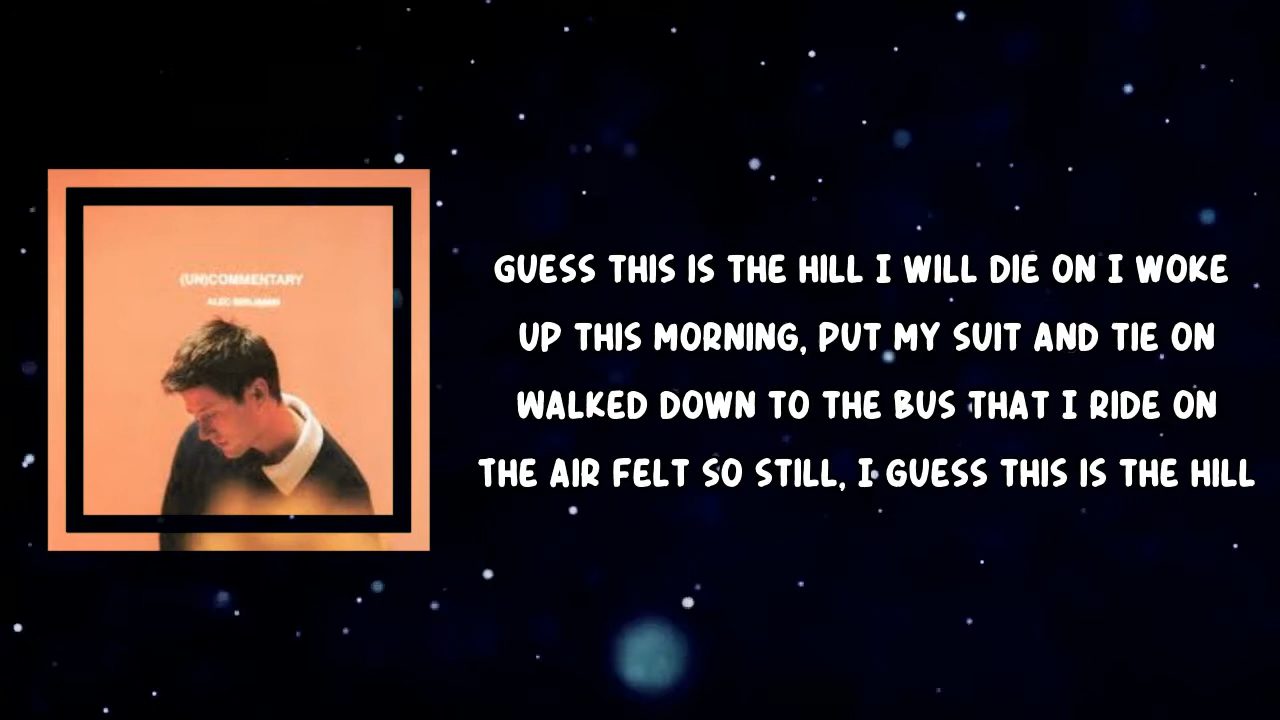 (UN)COMMENTARY
ALEC BENJAMIN
GUESS THIS IS THE HILL I WILL DIE ON I WOKE
UP THIS MORNING, PUT MY SUIT AND TIE ON
WALKED DOWN TO THE BUS THAT I RIDE ON
THE AIR FELT SO STILL, I GUESS THIS IS THE HILL